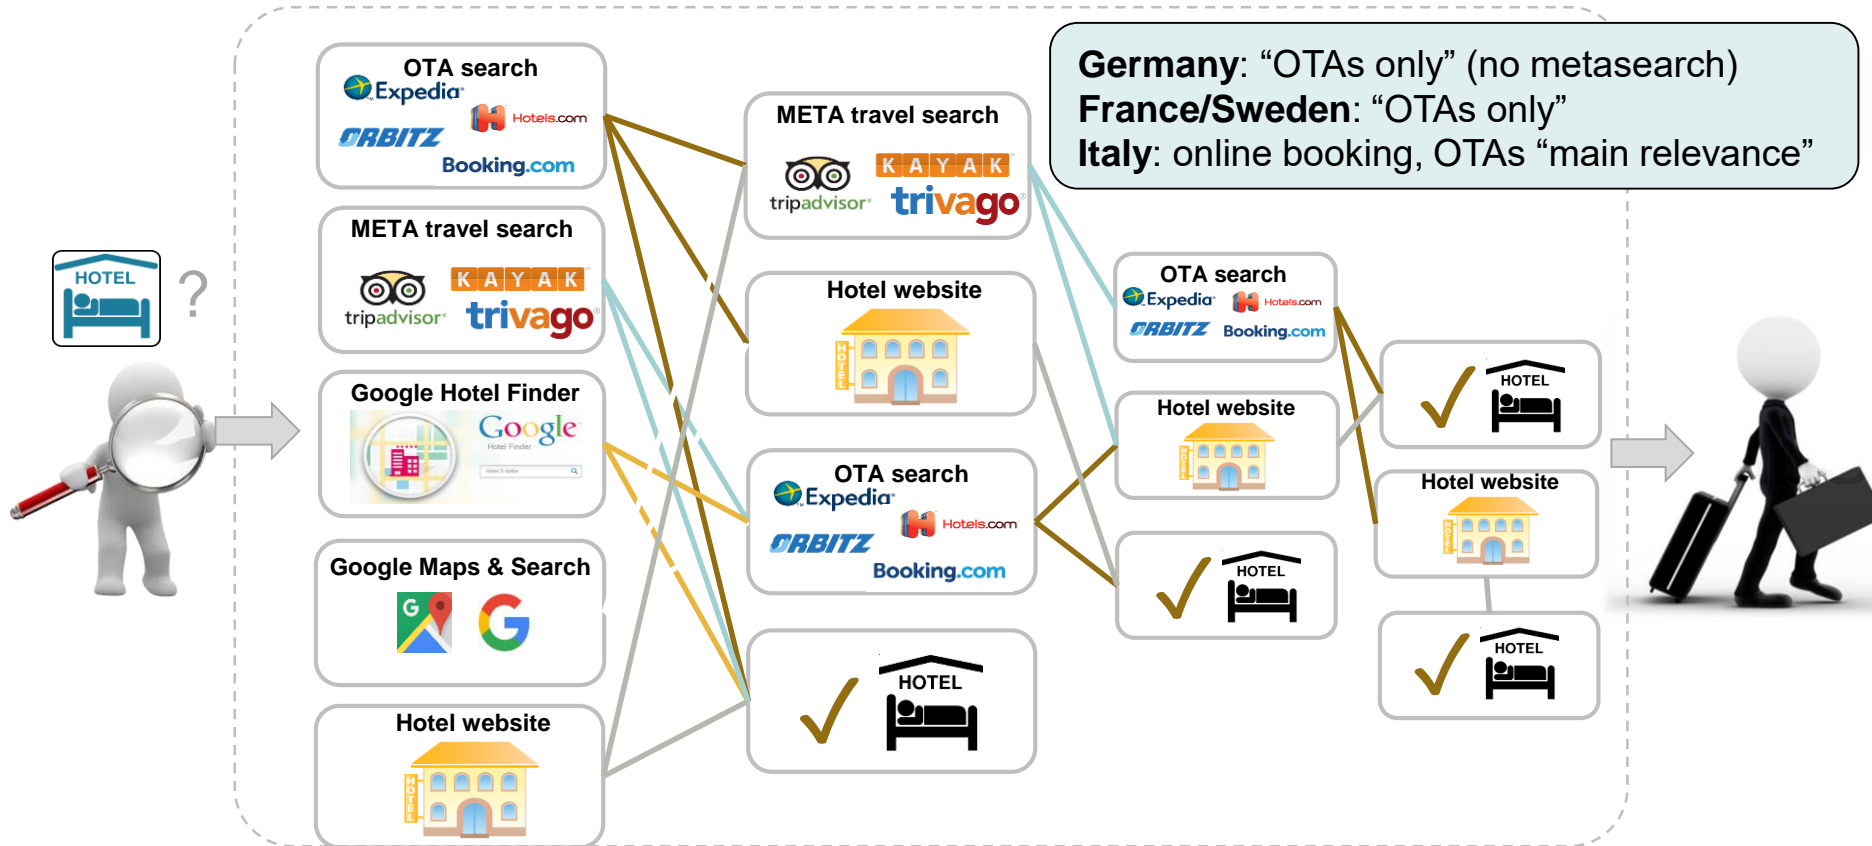 Germany: “OTAs only” (no metasearch)
France/Sweden: “OTAs only”
Italy: online booking, OTAs “main relevance”
HOTEL
?
OTA search
Expedia
Hotels.com
ORBITZ
Booking.com
META travel search
tripadvisor
KAYAK
trivago
Google Hotel Finder
Google
Hotel Finder
Google Maps & Search
G
G
Hotel website
HOTEL
META travel search
tripadvisor
KAYAK
trivago
Hotel website
HOTEL
OTA search
Expedia
Hotels.com
ORBITZ
Booking.com
HOTEL
OTA search
Expedia
Hotels.com
ORBITZ
Booking.com
Hotel website
HOTEL
HOTEL
HOTEL
Hotel website
HOTEL
HOTEL